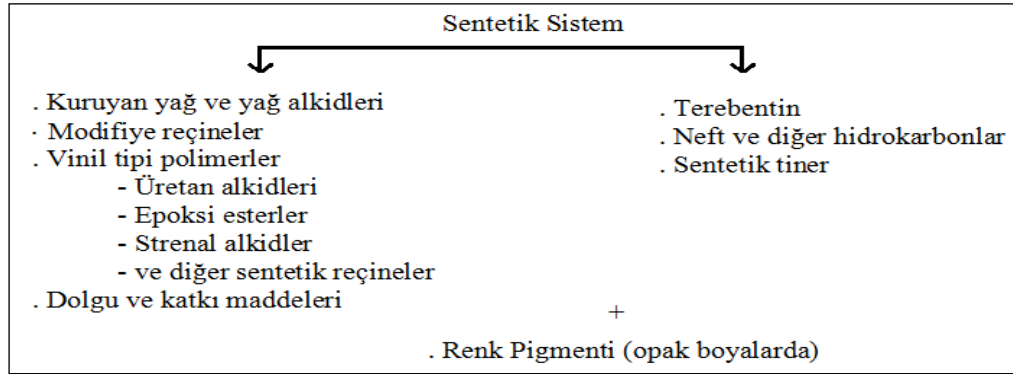 Sentetik Sistem
. Kuruyan yağ ve yağ alkidleri
· Modifiye reçineler
. Vinil tipi polimerler
- Üretan alkidleri
- Epoksi esterler
- Strenal alkidler
- ve diğer sentetik reçineler
. Dolgu ve katkı maddeleri
. Terebentin
. Neft ve diğer hidrokarbonlar
. Sentetik tiner
+
. Renk Pigmenti (opak boyalarda)